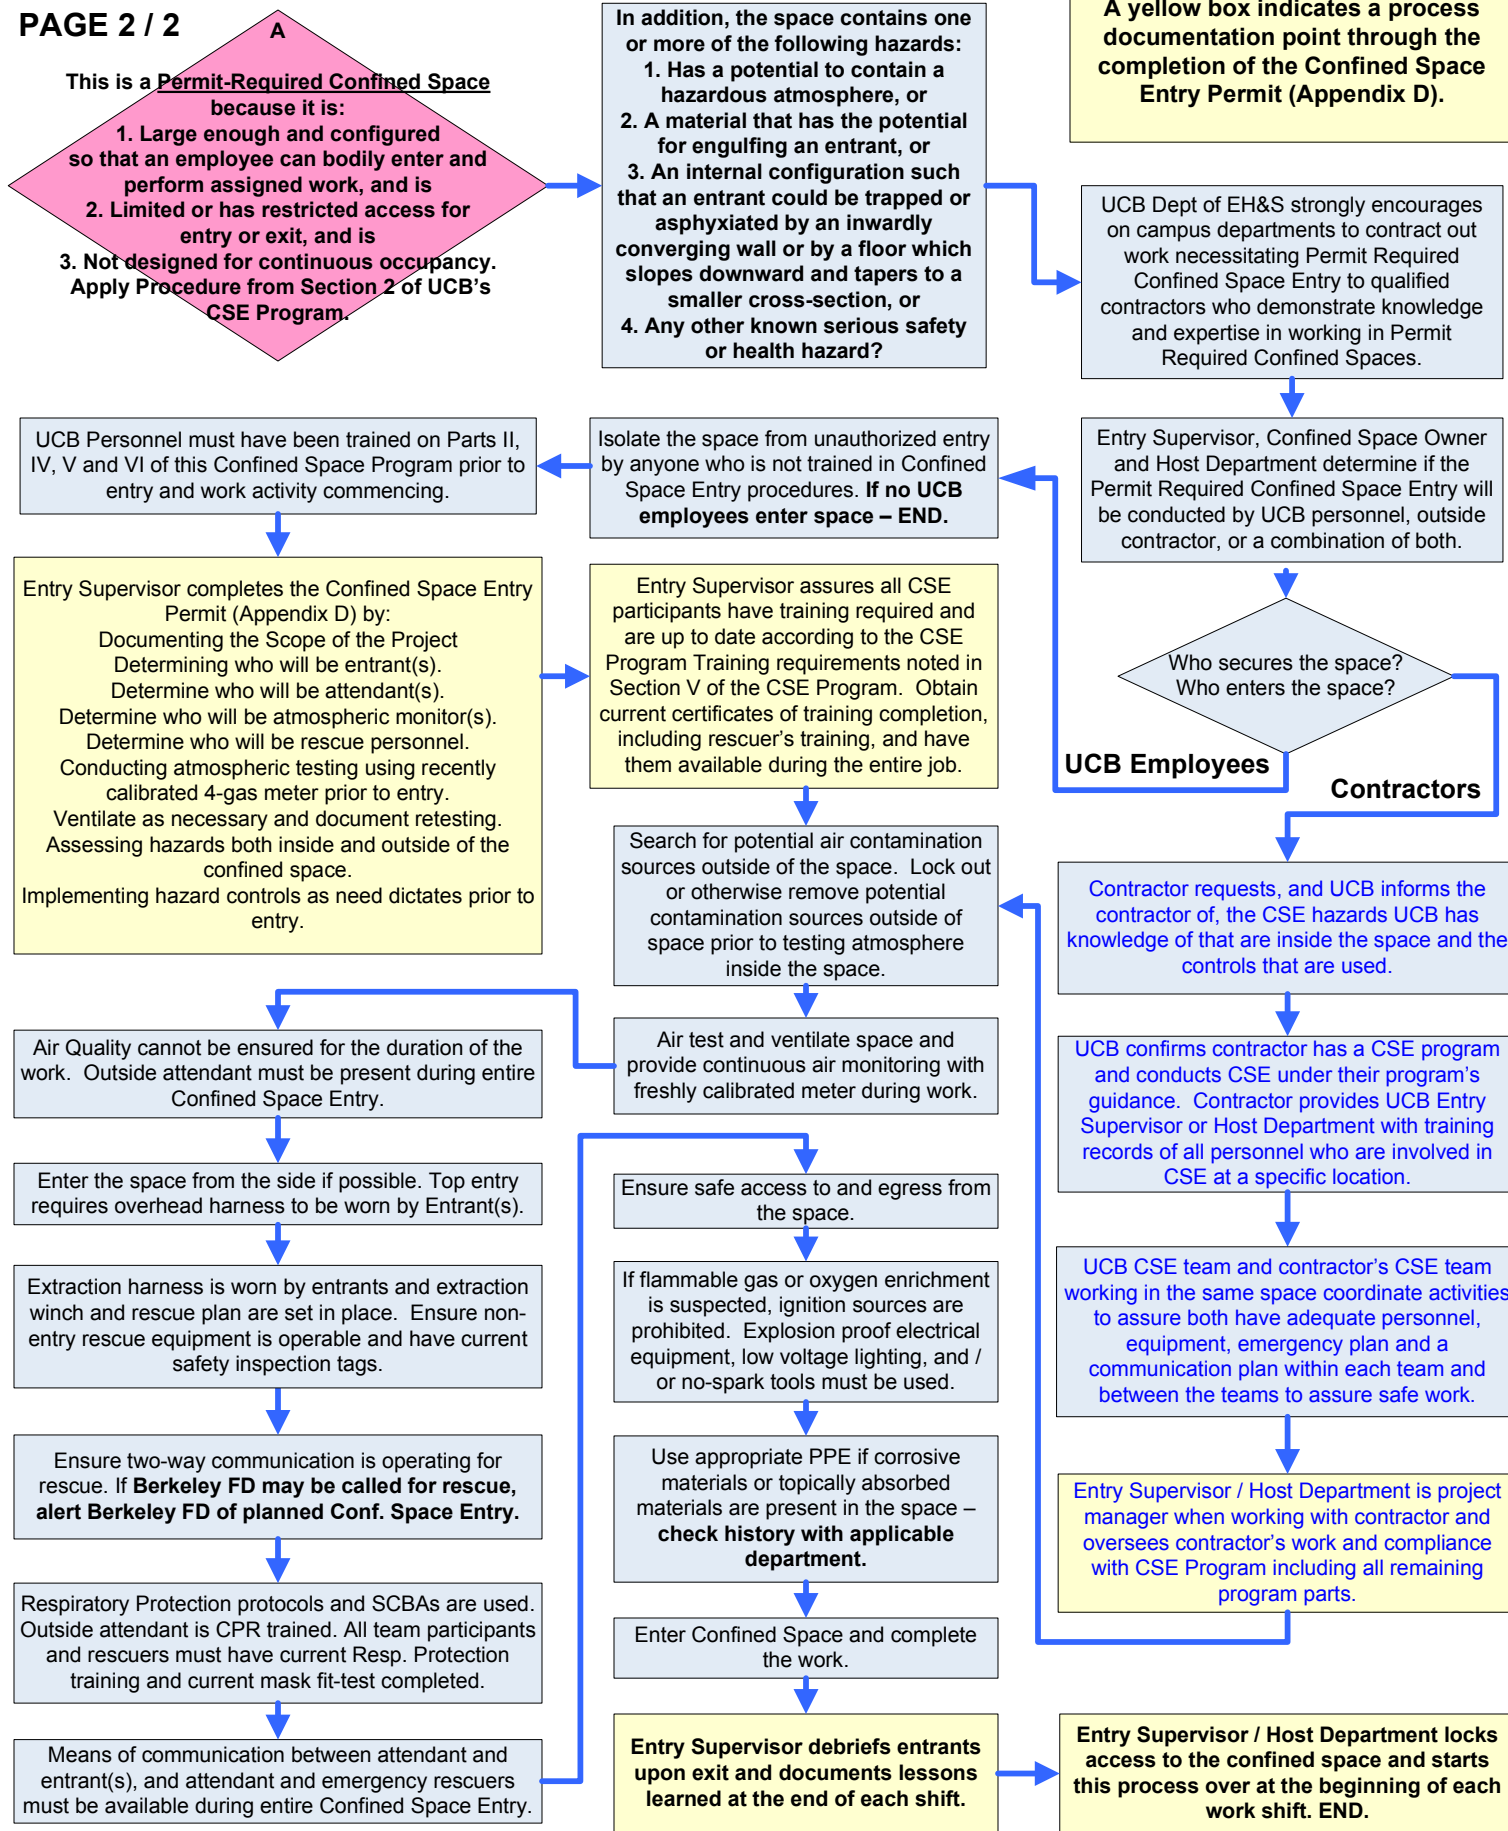 PAGE 2 / 2
A
This is a Permit-Required Confined Space
because it is:
1. Large enough and configured
so that an employee can bodily enter and
perform assigned work, and is
2. Limited or has restricted access for
entry or exit, and is
3. Not designed for continuous occupancy.
Apply Procedure from Section 2 of UCB's
CSE Program.
In addition, the space contains one
or more of the following hazards:
1. Has a potential to contain a
hazardous atmosphere, or
2. A material that has the potential
for engulfing an entrant, or
3. An internal configuration such
that an entrant could be trapped or
asphyxiated by an inwardly
converging wall or by a floor which
slopes downward and tapers to a
smaller cross-section, or
4. Any other known serious safety
or health hazard?
A yellow box indicates a process
documentation point through the
completion of the Confined Space
Entry Permit (Appendix D).
UCB Dept of EH&S strongly encourages
on campus departments to contract out
work necessitating Permit Required
Confined Space Entry to qualified
contractors who demonstrate knowledge
and expertise in working in Permit
Required Confined Spaces.
Entry Supervisor, Confined Space Owner
and Host Department determine if the
Permit Required Confined Space Entry will
be conducted by UCB personnel, outside
contractor, or a combination of both.
Who secures the space?
Who enters the space?
UCB Employees
Contractors
Isolate the space from unauthorized entry
by anyone who is not trained in Confined
Space Entry procedures. If no UCB
employees enter space – END.
UCB Personnel must have been trained on Parts II,
IV, V and VI of this Confined Space Program prior to
entry and work activity commencing.
Entry Supervisor completes the Confined Space Entry
Permit (Appendix D) by:
Documenting the Scope of the Project
Determining who will be entrant(s).
Determine who will be attendant(s).
Determine who will be atmospheric monitor(s).
Determine who will be rescue personnel.
Conducting atmospheric testing using recently
calibrated 4-gas meter prior to entry.
Ventilate as necessary and document retesting.
Assessing hazards both inside and outside of the
confined space.
Implementing hazard controls as need dictates prior to
entry.
Entry Supervisor assures all CSE
participants have training required and
are up to date according to the CSE
Program Training requirements noted in
Section V of the CSE Program. Obtain
current certificates of training completion,
including rescuer's training, and have
them available during the entire job.
Search for potential air contamination
sources outside of the space. Lock out
or otherwise remove potential
contamination sources outside of
space prior to testing atmosphere
inside the space.
Air test and ventilate space and
provide continuous air monitoring with
freshly calibrated meter during work.
Air Quality cannot be ensured for the duration of the
work. Outside attendant must be present during entire
Confined Space Entry.
Enter the space from the side if possible. Top entry
requires overhead harness to be worn by Entrant(s).
Extraction harness is worn by entrants and extraction
winch and rescue plan are set in place. Ensure non-
entry rescue equipment is operable and have current
safety inspection tags.
Ensure two-way communication is operating for
rescue. If Berkeley FD may be called for rescue,
alert Berkeley FD of planned Conf. Space Entry.
Respiratory Protection protocols and SCBAs are used.
Outside attendant is CPR trained. All team participants
and rescuers must have current Resp. Protection
training and current mask fit-test completed.
Means of communication between attendant and
entrant(s), and attendant and emergency rescuers
must be available during entire Confined Space Entry.
Ensure safe access to and egress from
the space.
If flammable gas or oxygen enrichment
is suspected, ignition sources are
prohibited. Explosion proof electrical
equipment, low voltage lighting, and /
or no-spark tools must be used.
Use appropriate PPE if corrosive
materials or topically absorbed
materials are present in the space –
check history with applicable
department.
Enter Confined Space and complete
the work.
Entry Supervisor debriefs entrants
upon exit and documents lessons
learned at the end of each shift.
Contractor requests, and UCB informs the
contractor of, the CSE hazards UCB has
knowledge of that are inside the space and the
controls that are used.
UCB confirms contractor has a CSE program
and conducts CSE under their program's
guidance. Contractor provides UCB Entry
Supervisor or Host Department with training
records of all personnel who are involved in
CSE at a specific location.
UCB CSE team and contractor's CSE team
working in the same space coordinate activities
to assure both have adequate personnel,
equipment, emergency plan and a
communication plan within each team and
between the teams to assure safe work.
Entry Supervisor / Host Department is project
manager when working with contractor and
oversees contractor's work and compliance
with CSE Program including all remaining
program parts.
Entry Supervisor / Host Department locks
access to the confined space and starts
this process over at the beginning of each
work shift. END.